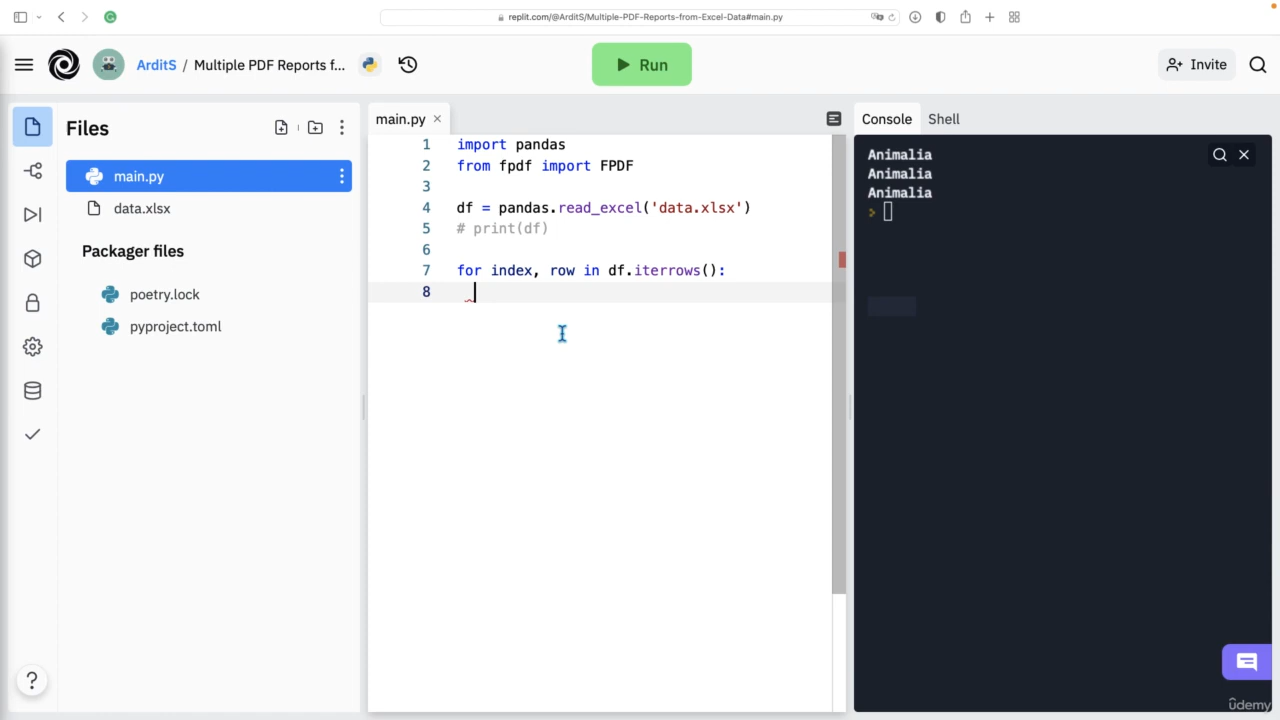 replit.com/@ArditS/Multiple-PDF-Reports-from-Excel-Data#main.py
ArditS / Multiple PDF Reports f...
Run
Invite
Files
main.py
data.xlsx
Packager files
poetry.lock
pyproject.toml
?
main.py ×
1 import pandas
2 from fpdf import FPDF
3
4 df = pandas.read_excel('data.xlsx')
5 # print(df)
6
7 for index, row in df.iterrows():
8
Console Shell
Animalia
Animalia
Animalia
udemy